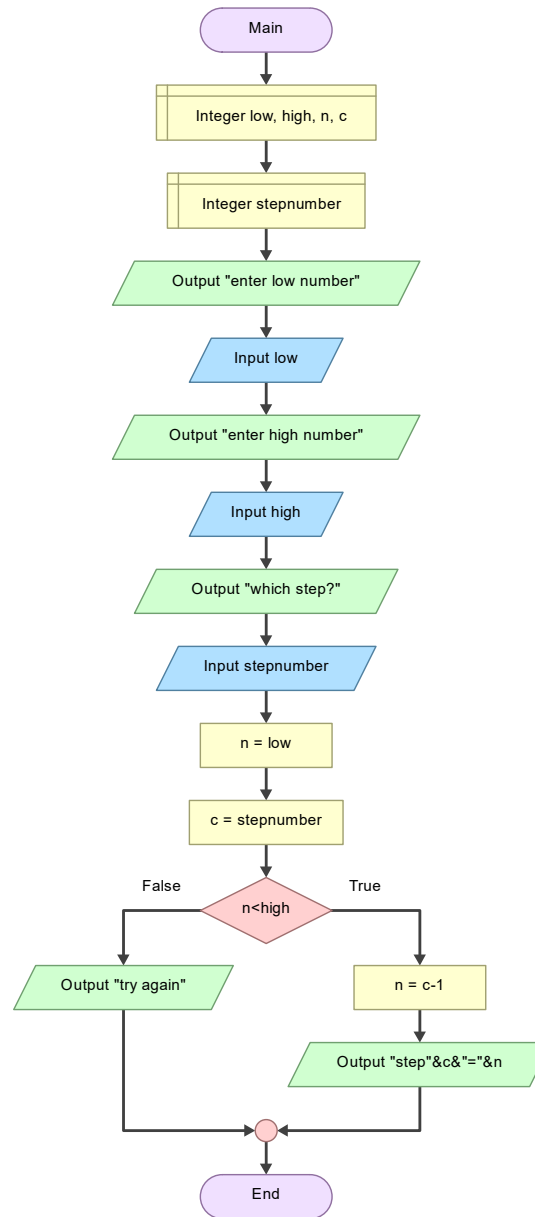 Main
Integer low, high, n, c
Integer stepnumber
Output "enter low number"
Input low
Output "enter high number"
Input high
Output "which step?"
Input stepnumber
n = low
c = stepnumber
False
True
n<high
Output "try again"
n = c-1
Output "step"&c&"="&n
End